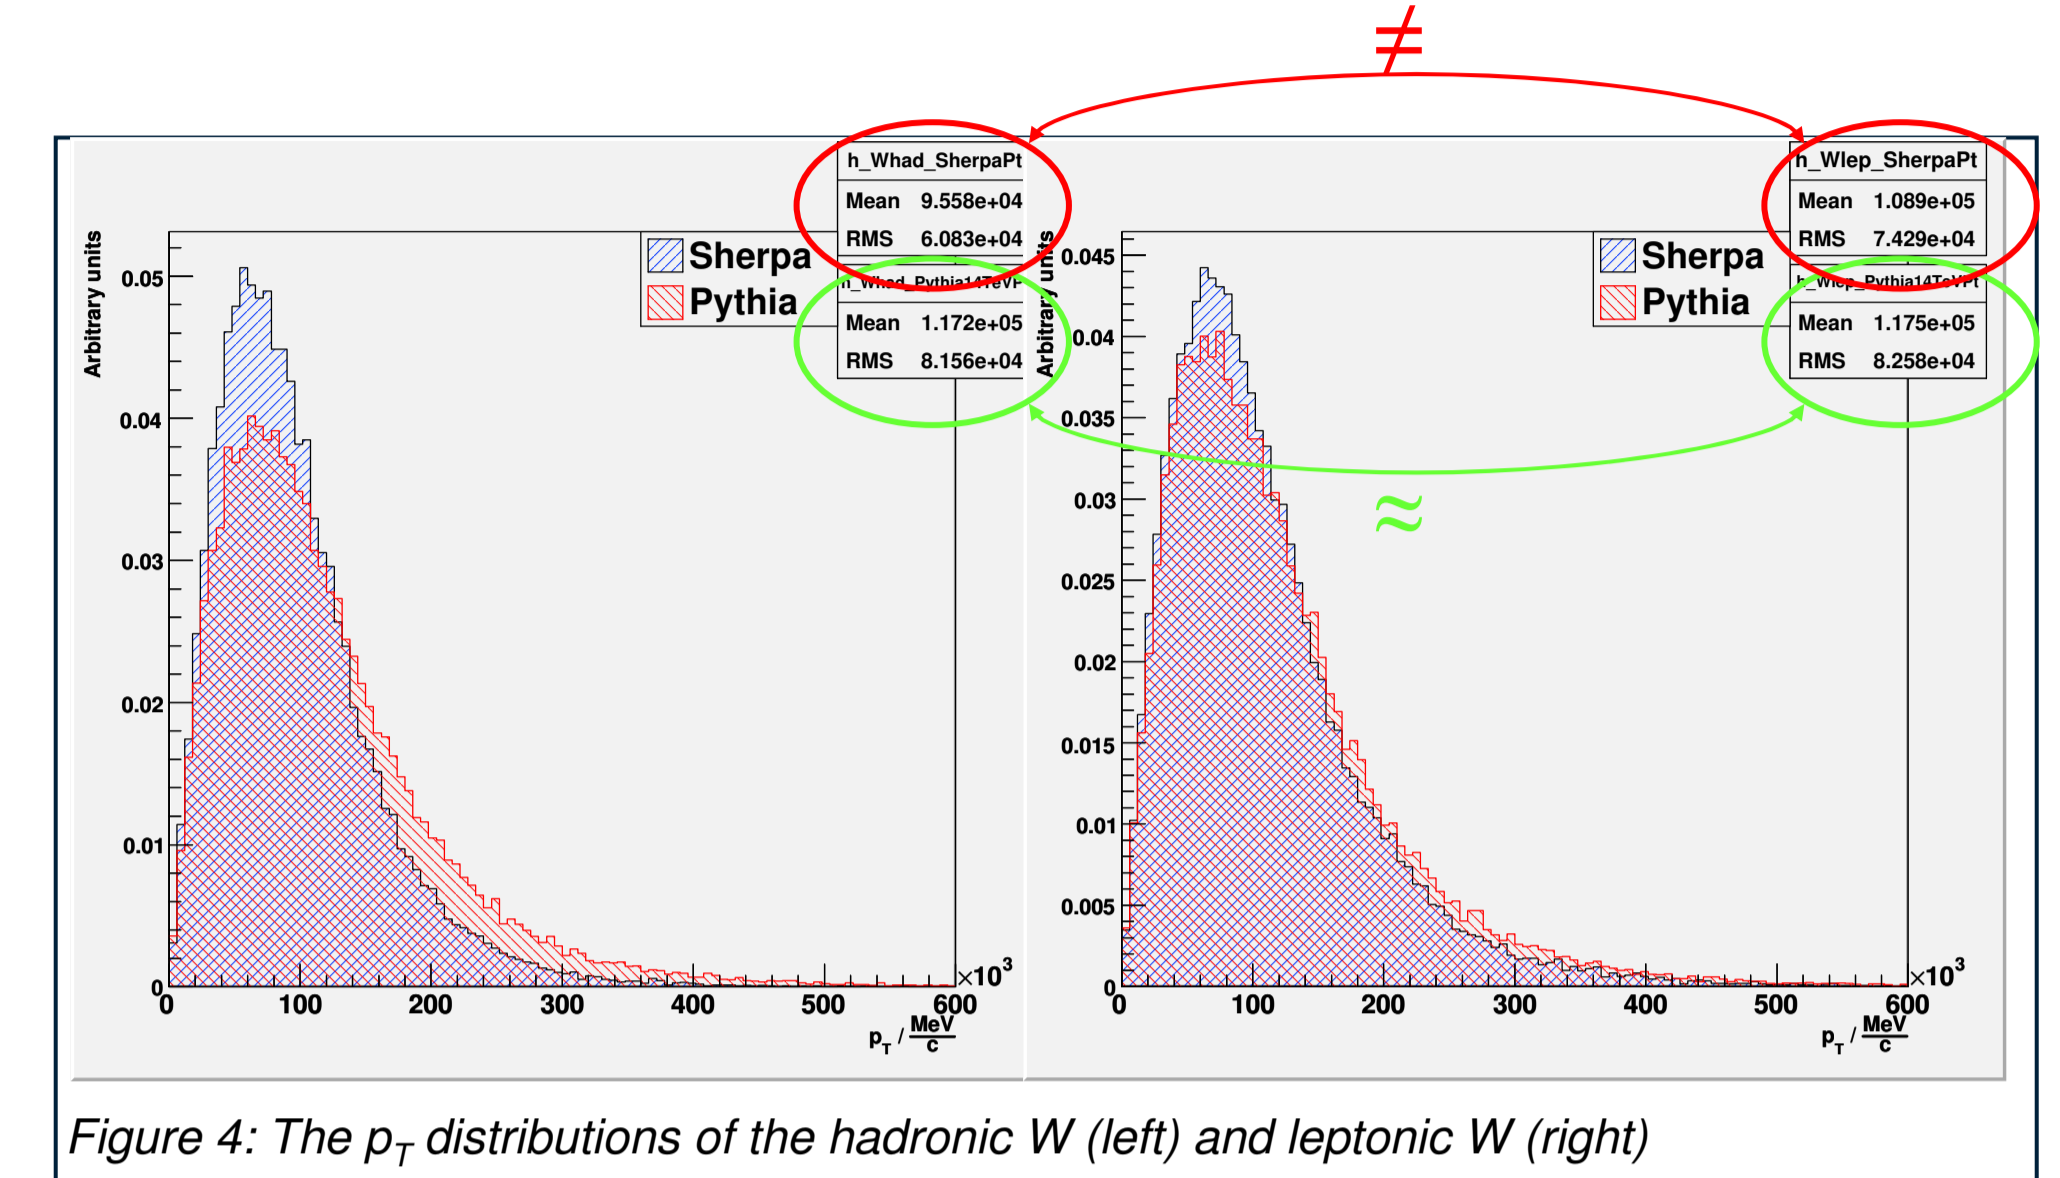 ≠
h_Whad_SherpaPt
Mean 9.558e+04
RMS 6.083e+04
h_Whad_Pythia14TeVP
Mean 1.172e+05
RMS 8.156e+04
Sherpa
Pythia
Arbitrary units
0.05
0.04
0.03
0.02
0.01
0
0 100 200 300 400 500 600
×10³
p_T / MeV/c
h_Wlep_SherpaPt
Mean 1.089e+05
RMS 7.429e+04
h_Wlep_Pythia14TeVPt
Mean 1.175e+05
RMS 8.258e+04
Sherpa
Pythia
Arbitrary units
0.045
0.04
0.035
0.03
0.025
0.02
0.015
0.01
0.005
0
0 100 200 300 400 500 600
×10³
p_T / MeV/c
≈
Figure 4: The p_T distributions of the hadronic W (left) and leptonic W (right)